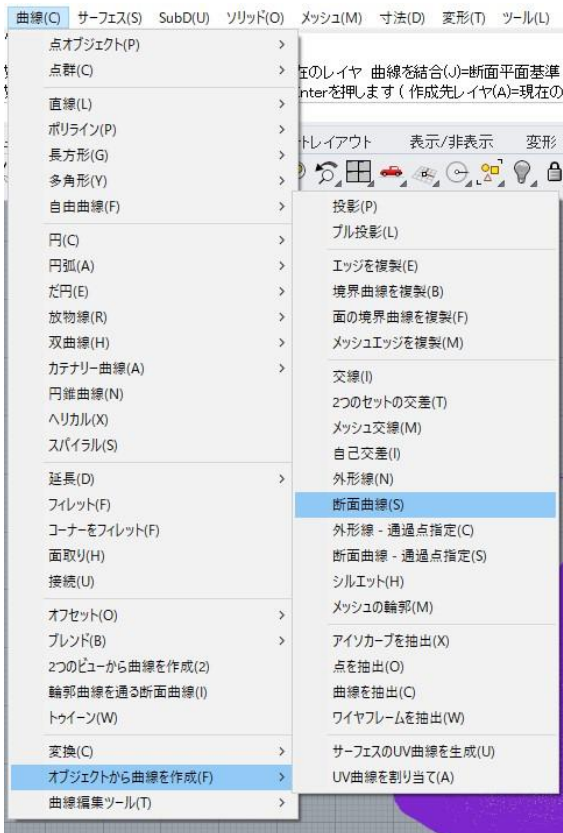 曲線(C) サーフェス(S) SubD(U) ソリッド(O) メッシュ(M) 寸法(D) 変形(T) ツール(L)
点オブジェクト(P)
点群(C)
在のレイヤ 曲線を結合(J)=断面平面基準
nterを押します ( 作成先レイヤ(A)=現在の
直線(L)
ポリライン(P)
長方形(G)
多角形(Y)
自由曲線(F)
トレイアウト 表示/非表示 変形
円(C)
円弧(A)
だ円(E)
放物線(R)
双曲線(H)
カテナリー曲線(A)
円錐曲線(N)
ヘリカル(X)
スパイラル(S)
延長(D)
フィレット(F)
コーナーをフィレット(F)
面取り(H)
接続(U)
オフセット(O)
ブレンド(B)
2つのビューから曲線を作成(2)
輪郭曲線を通る断面曲線(I)
トゥイーン(W)
変換(C)
オブジェクトから曲線を作成(F)
曲線編集ツール(T)
投影(P)
プル投影(L)
エッジを複製(E)
境界曲線を複製(B)
面の境界曲線を複製(F)
メッシュエッジを複製(M)
交線(I)
2つのセットの交差(T)
メッシュ交線(M)
自己交差(I)
外形線(N)
断面曲線(S)
外形線 - 通過点指定(C)
断面曲線 - 通過点指定(S)
シルエット(H)
メッシュの輪郭(M)
アイソカーブを抽出(X)
点を抽出(O)
曲線を抽出(C)
ワイヤフレームを抽出(W)
サーフェスのUV曲線を生成(U)
UV曲線を割り当て(A)